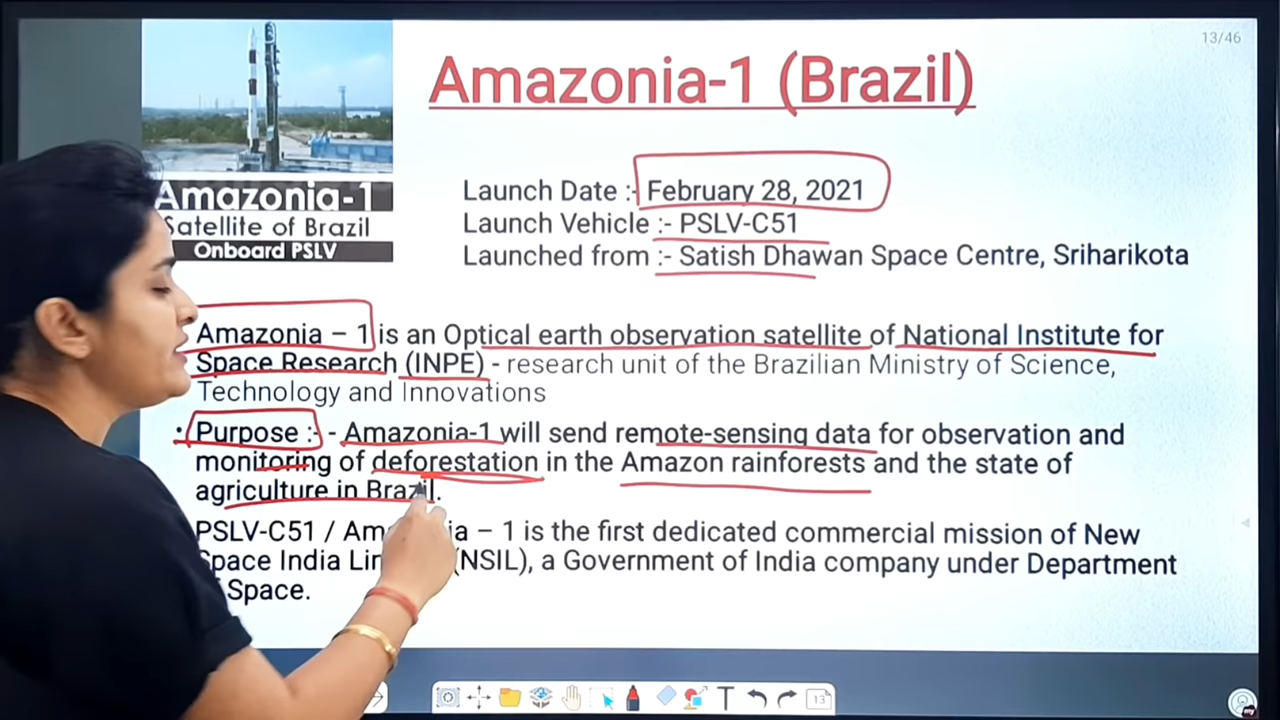 13/46
Amazonia-1 (Brazil)
Amazonia-1
Satellite of Brazil
Onboard PSLV
Launch Date :- February 28, 2021
Launch Vehicle :- PSLV-C51
Launched from :- Satish Dhawan Space Centre, Sriharikota
Amazonia – 1 is an Optical earth observation satellite of National Institute for
Space Research (INPE) - research unit of the Brazilian Ministry of Science,
Technology and Innovations
• Purpose :- - Amazonia-1 will send remote-sensing data for observation and
monitoring of deforestation in the Amazon rainforests and the state of
agriculture in Brazil.
PSLV-C51 / – 1 is the first dedicated commercial mission of New
Space India (NSIL), a Government of India company under Department
Space.
T 13